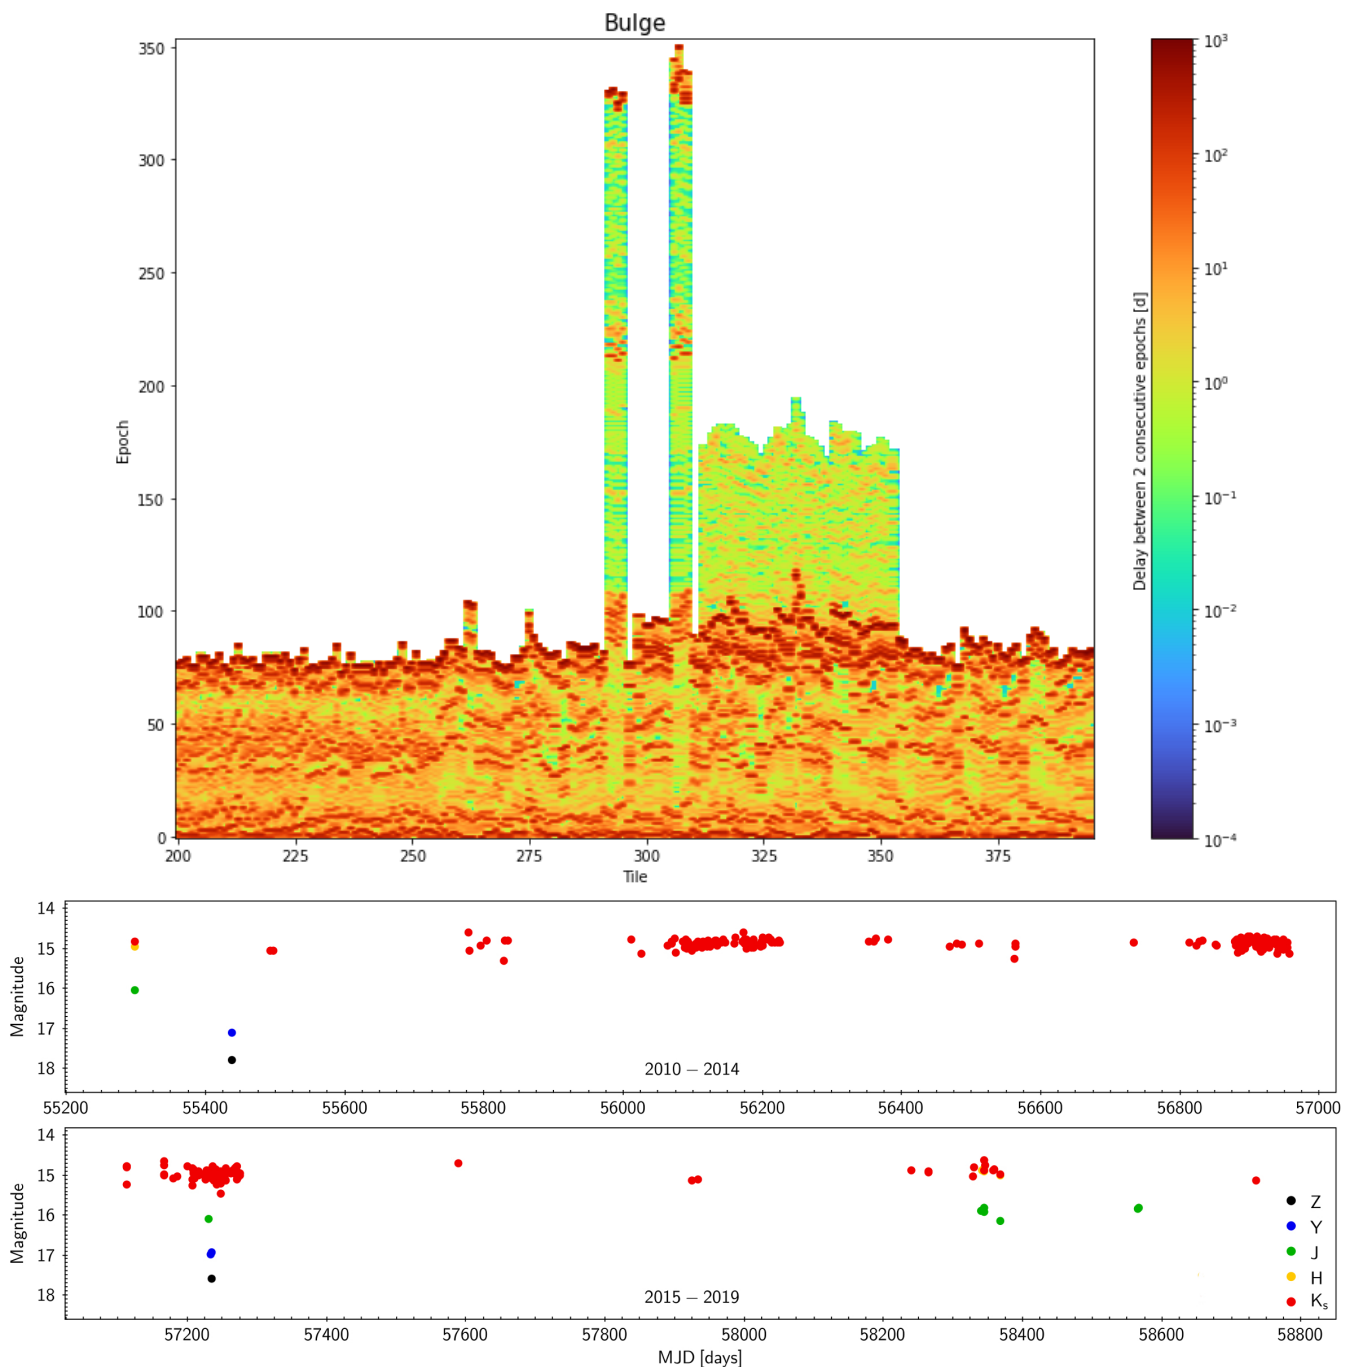 Bulge
350
300
250
200
150
100
50
0
Epoch
200 225 250 275 300 325 350 375
Tile
10³
10²
10¹
10⁰
10⁻¹
10⁻²
10⁻³
10⁻⁴
Delay between 2 consecutive epochs [d]
14
15
16
17
18
Magnitude
2010 – 2014
55200 55400 55600 55800 56000 56200 56400 56600 56800 57000
14
15
16
17
18
Magnitude
2015 – 2019
Z
Y
J
H
Kₛ
57200 57400 57600 57800 58000 58200 58400 58600 58800
MJD [days]